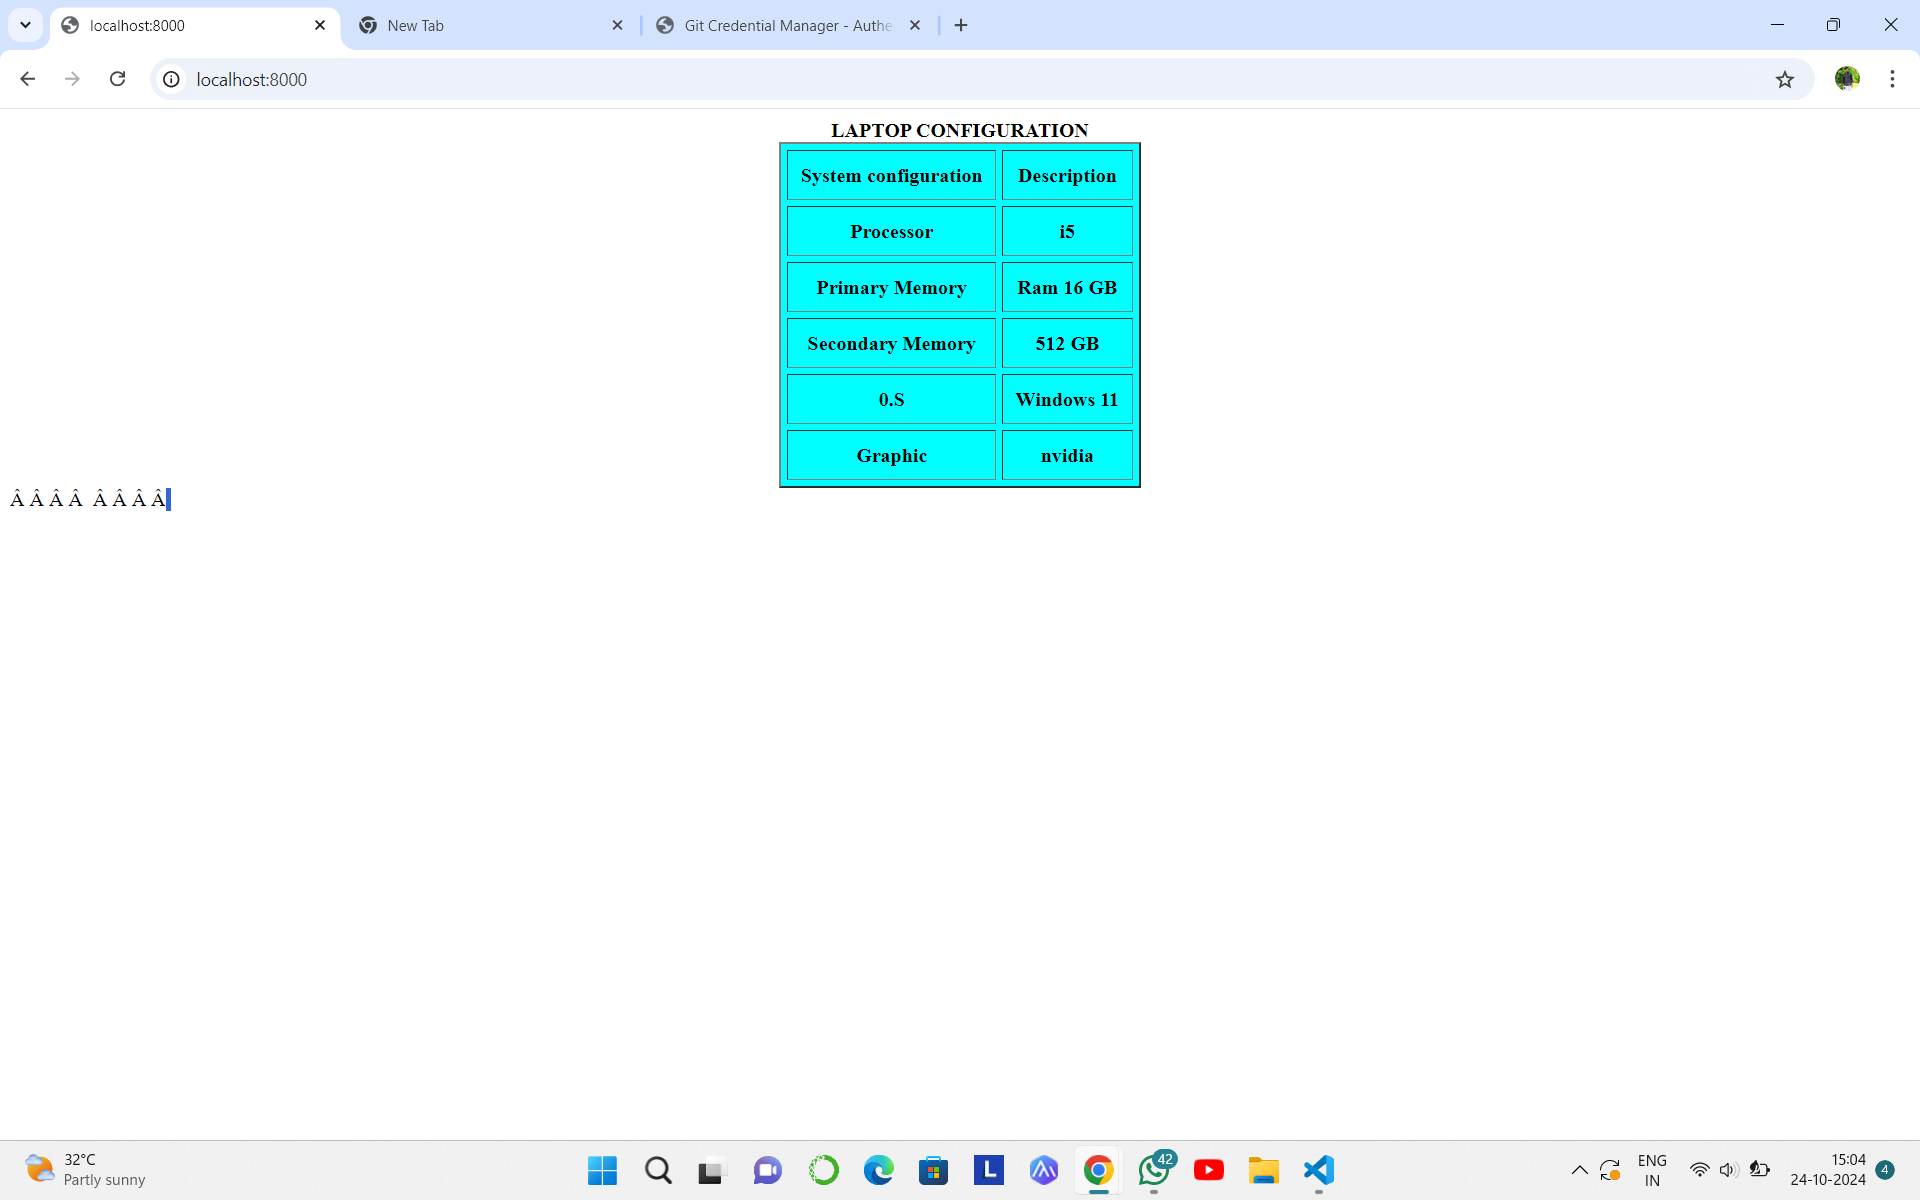 localhost:8000
New Tab
Git Credential Manager - Authe
localhost:8000
LAPTOP CONFIGURATION
System configuration Description
Processor i5
Primary Memory Ram 16 GB
Secondary Memory 512 GB
0.S Windows 11
Graphic nvidia
Â Â Â Â  Â Â Â Â
32°C
Partly sunny
L
42
ENG
IN
15:04
24-10-2024
4